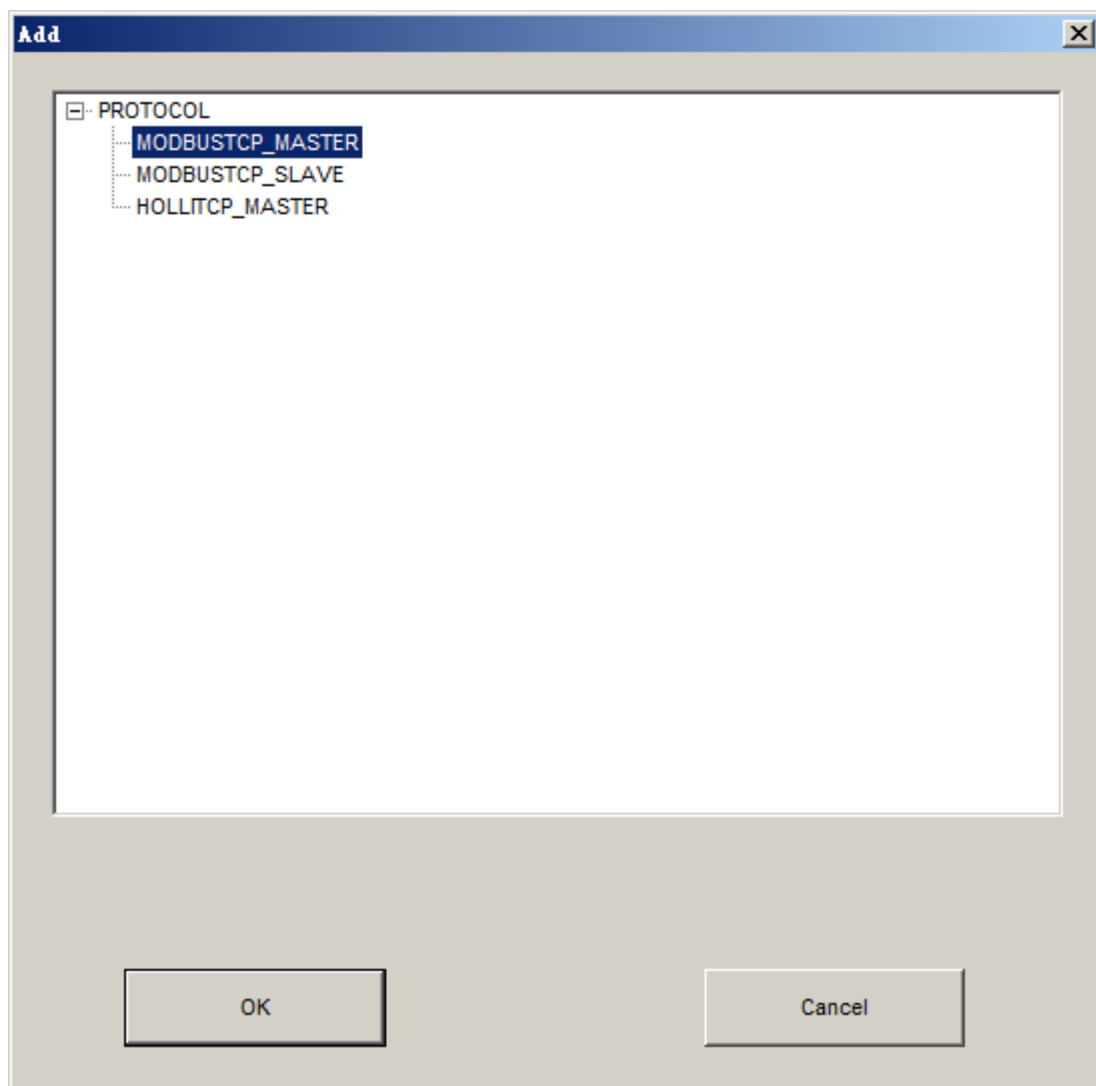 Add
PROTOCOL
MODBUSTCP_MASTER
MODBUSTCP_SLAVE
HOLLITCP_MASTER
OK
Cancel